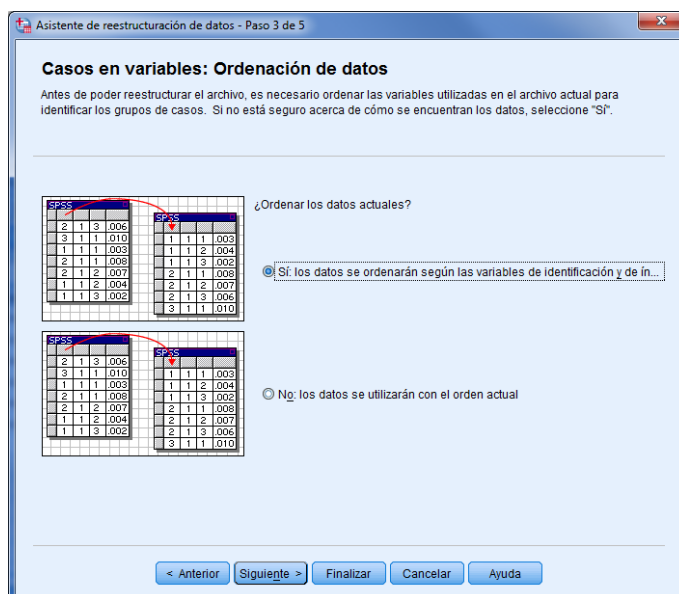 Asistente de reestructuración de datos - Paso 3 de 5
Casos en variables: Ordenación de datos
Antes de poder reestructurar el archivo, es necesario ordenar las variables utilizadas en el archivo actual para
identificar los grupos de casos. Si no está seguro acerca de cómo se encuentran los datos, seleccione "Sí".
SPSS
2 1 3 .006
3 1 1 .010
1 1 1 .003
2 1 1 .008
2 1 2 .007
1 1 2 .004
1 1 3 .002
SPSS
1 1 1 .003
1 1 2 .004
1 1 3 .002
2 1 1 .008
2 1 2 .007
2 1 3 .006
3 1 1 .010
¿Ordenar los datos actuales?
Sí: los datos se ordenarán según las variables de identificación y de ín...
SPSS
2 1 3 .006
3 1 1 .010
1 1 1 .003
2 1 1 .008
2 1 2 .007
1 1 2 .004
1 1 3 .002
SPSS
1 1 1 .003
1 1 2 .004
1 1 3 .002
2 1 1 .008
2 1 2 .007
2 1 3 .006
3 1 1 .010
No: los datos se utilizarán con el orden actual
< Anterior
Siguiente >
Finalizar
Cancelar
Ayuda